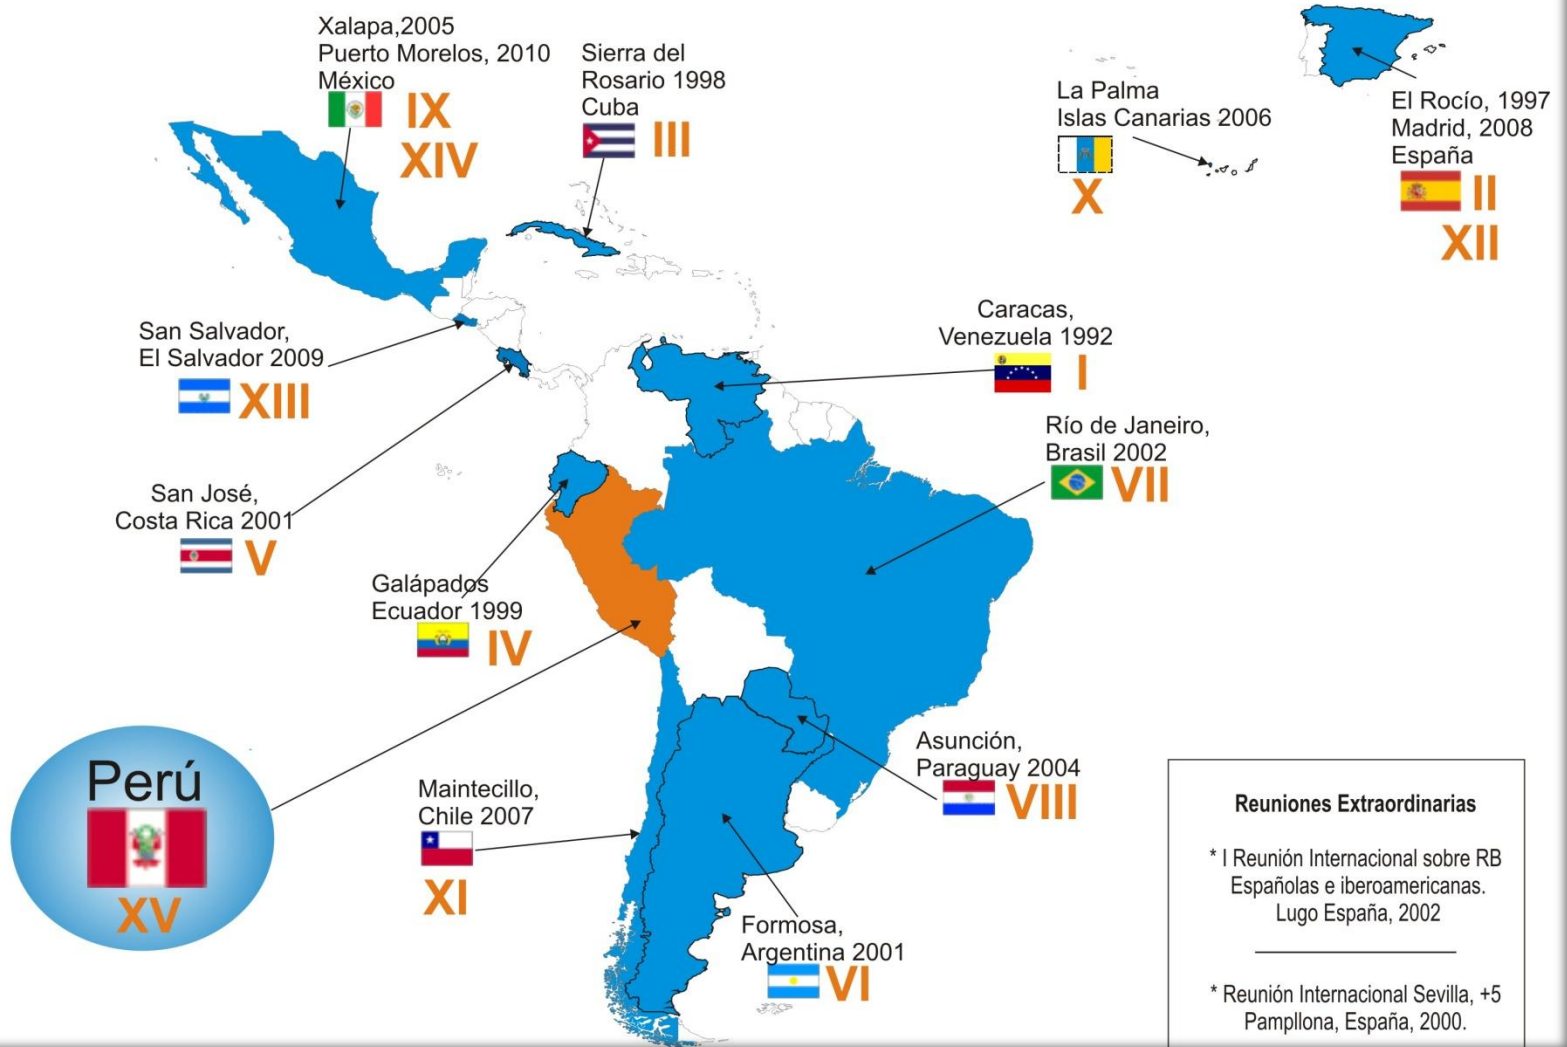 Xalapa,2005
Puerto Morelos, 2010
México
IX
XIV
Sierra del
Rosario 1998
Cuba
III
La Palma
Islas Canarias 2006
X
El Rocío, 1997
Madrid, 2008
España
II
XII
San Salvador,
El Salvador 2009
XIII
Caracas,
Venezuela 1992
I
Río de Janeiro,
Brasil 2002
VII
San José,
Costa Rica 2001
V
Galápados
Ecuador 1999
IV
Perú
XV
Maintecillo,
Chile 2007
XI
Asunción,
Paraguay 2004
VIII
Formosa,
Argentina 2001
VI
Reuniones Extraordinarias
* I Reunión Internacional sobre RB
Españolas e iberoamericanas.
Lugo España, 2002
* Reunión Internacional Sevilla, +5
Pampllona, España, 2000.